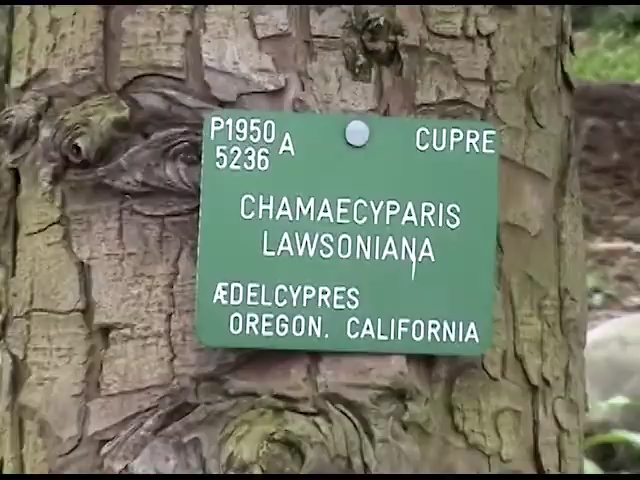 P1950 A CUPRE
5236
CHAMAECYPARIS
LAWSONIANA
ÆDELCYPRES
OREGON. CALIFORNIA